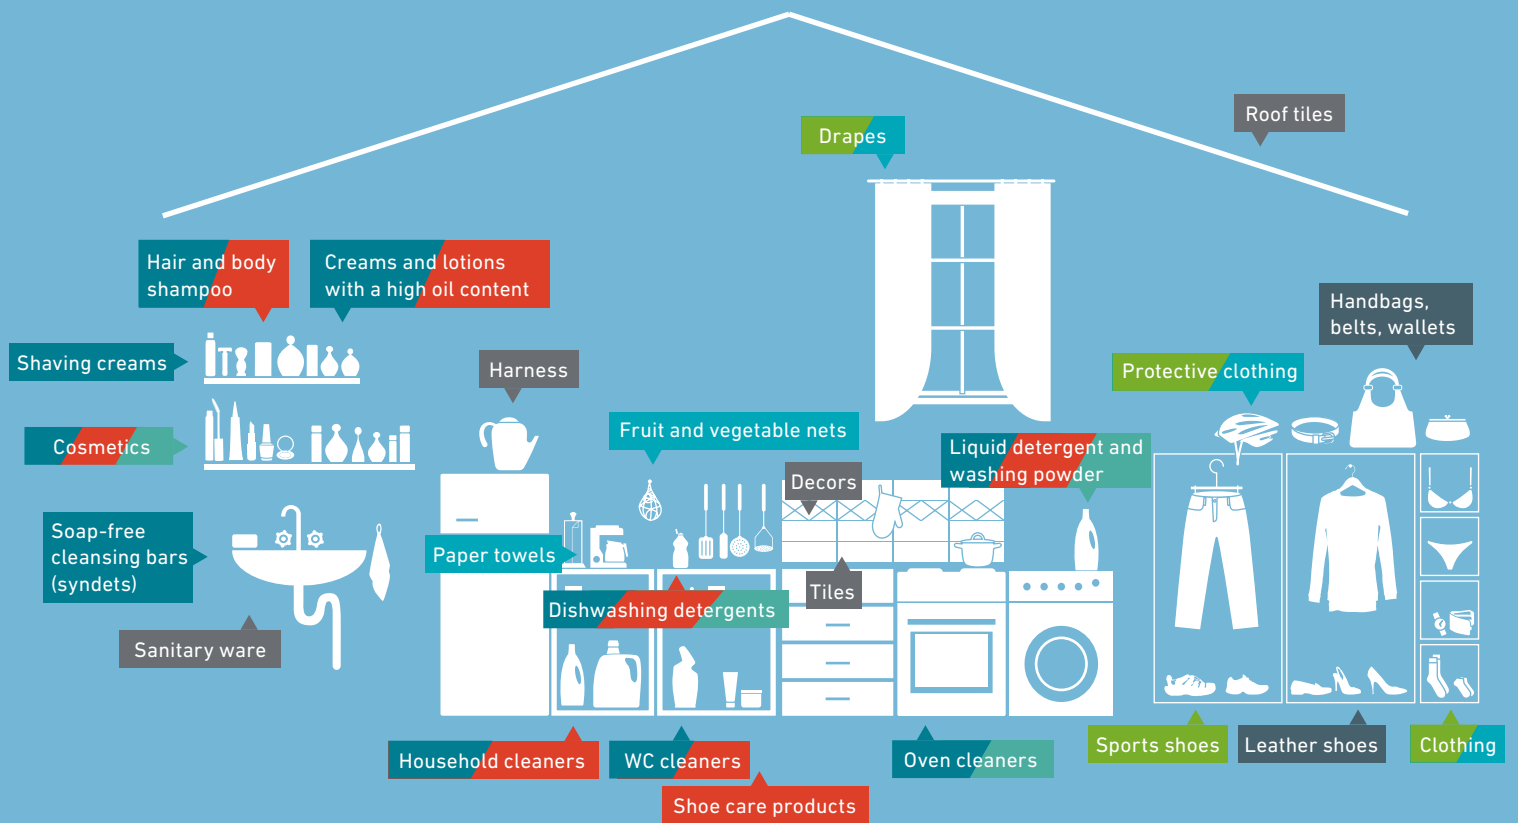 Roof tiles
Drapes
Hair and body
shampoo
Creams and lotions
with a high oil content
Handbags,
belts, wallets
Shaving creams
Harness
Protective clothing
Cosmetics
Fruit and vegetable nets
Liquid detergent and
washing powder
Decors
Soap-free
cleansing bars
(syndets)
Paper towels
Tiles
Dishwashing detergents
Sanitary ware
Sports shoes
Leather shoes
Clothing
Household cleaners
WC cleaners
Oven cleaners
Shoe care products